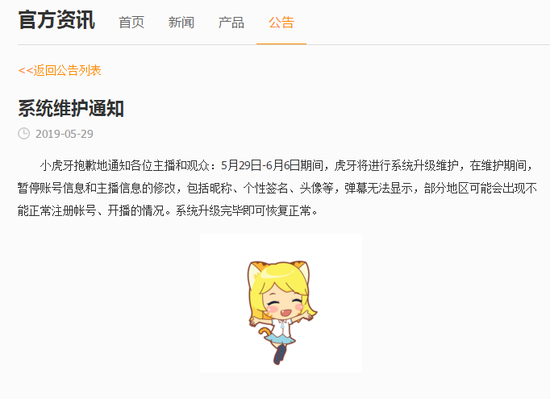 官方资讯 首页 新闻 产品 公告
<<返回公告列表
系统维护通知
2019-05-29
小虎牙抱歉地通知各位主播和观众：5月29日-6月6日期间，虎牙将进行系统升级维护，在维护期间，
暂停账号信息和主播信息的修改，包括昵称、个性签名、头像等，弹幕无法显示，部分地区可能会出现不
能正常注册帐号、开播的情况。系统升级完毕即可恢复正常。